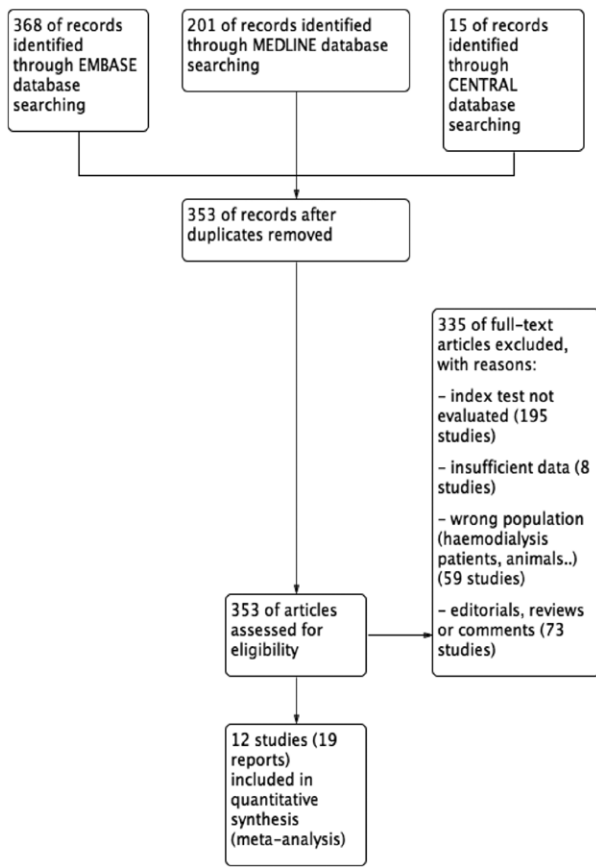 368 of records
identified
through EMBASE
database
searching
201 of records identified
through MEDLINE database
searching
15 of records
identified
through
CENTRAL
database
searching
353 of records after
duplicates removed
335 of full-text
articles excluded,
with reasons:
- index test not
evaluated (195
studies)
- insufficient data (8
studies)
- wrong population
(haemodialysis
patients, animals..)
(59 studies)
- editorials, reviews
or comments (73
studies)
353 of articles
assessed for
eligibility
12 studies (19
reports)
included in
quantitative
synthesis
(meta-analysis)